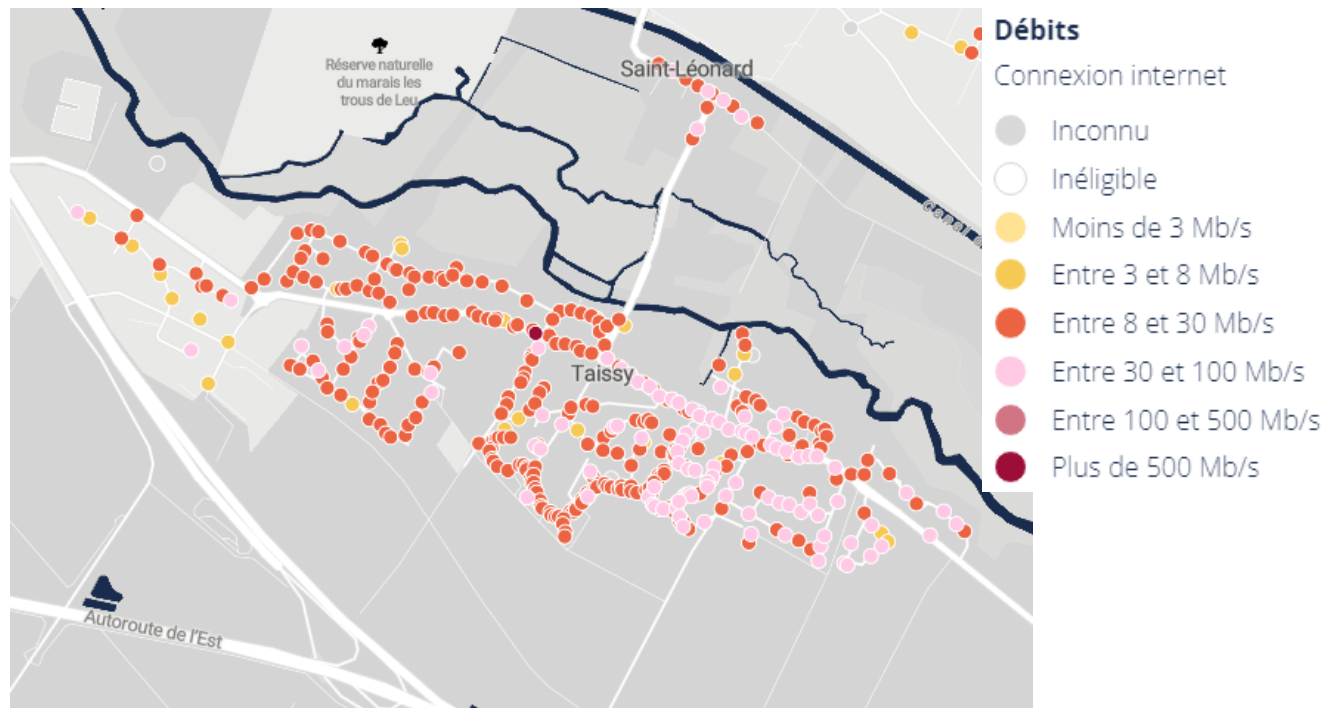 Réserve naturelle
du marais les
trous de Leu
Saint-Léonard
Taissy
Autoroute de l'Est
Débits
Connexion internet
Inconnu
Inéligible
Moins de 3 Mb/s
Entre 3 et 8 Mb/s
Entre 8 et 30 Mb/s
Entre 30 et 100 Mb/s
Entre 100 et 500 Mb/s
Plus de 500 Mb/s